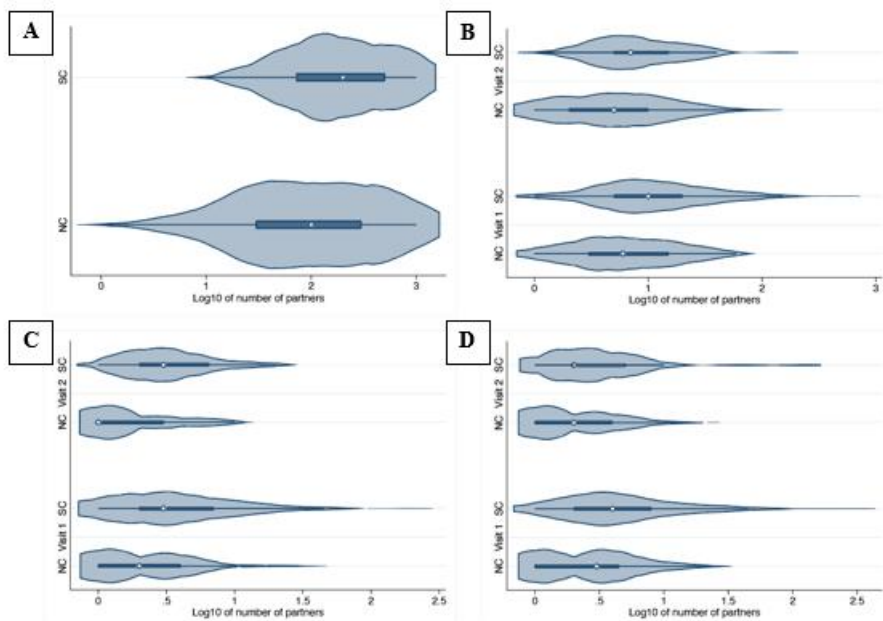 A
SC
NC
0 1 2 3
Log10 of number of partners
B
SC
Visit 2
NC
SC
Visit 1
NC
0 1 2 3
Log10 of number of partners
C
SC
Visit 2
NC
SC
Visit 1
NC
0 .5 1 1.5 2 2.5
Log10 of number of partners
D
SC
Visit 2
NC
SC
Visit 1
NC
0 .5 1 1.5 2 2.5
Log10 of number of partners